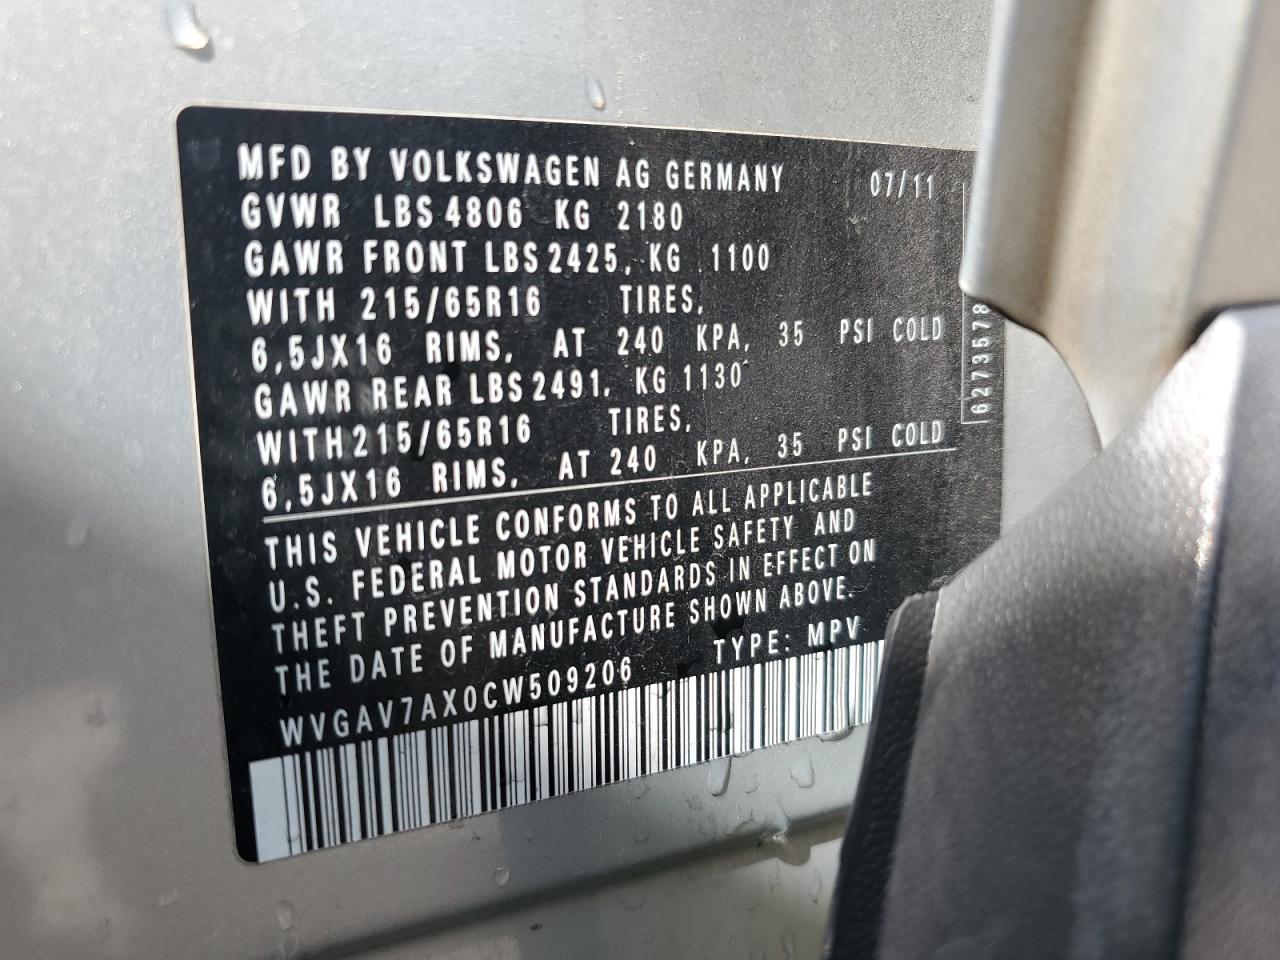 MFD BY VOLKSWAGEN AG GERMANY 07/11
GVWR LBS 4806 KG 2180
GAWR FRONT LBS 2425, KG 1100
WITH 215/65R16 TIRES,
6,5JX16 RIMS, AT 240 KPA, 35 PSI COLD
GAWR REAR LBS 2491, KG 1130
WITH 215/65R16 TIRES,
6,5JX16 RIMS, AT 240 KPA, 35 PSI COLD
THIS VEHICLE CONFORMS TO ALL APPLICABLE
U.S. FEDERAL MOTOR VEHICLE SAFETY AND
THEFT PREVENTION STANDARDS IN EFFECT ON
THE DATE OF MANUFACTURE SHOWN ABOVE.
WVGAV7AX0CW509206 TYPE: MPV
6273578